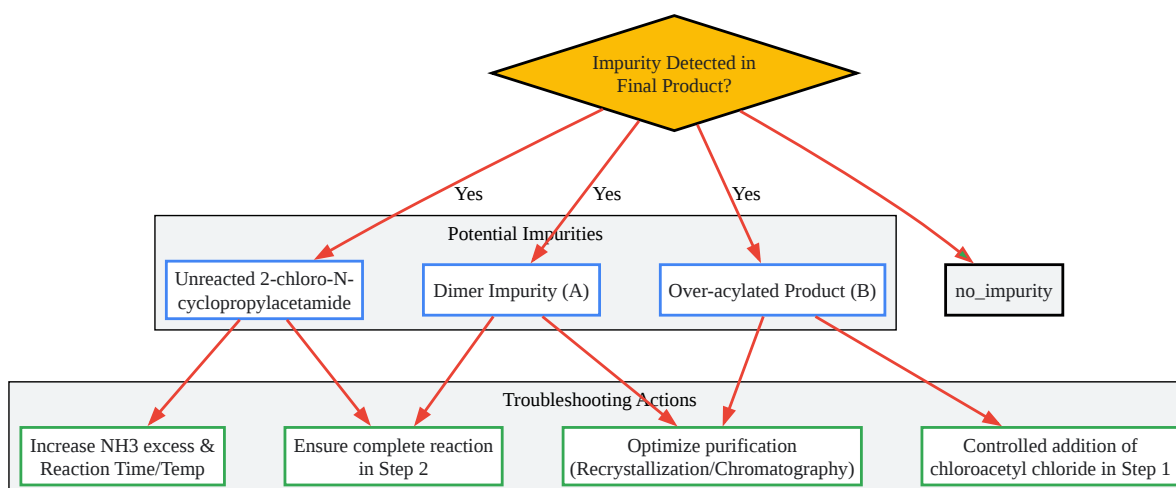 Impurity Detected in
Final Product?
Yes
Yes
Yes
Potential Impurities
Unreacted 2-chloro-N-
cyclopropylacetamide
Dimer Impurity (A)
Over-acylated Product (B)
no_impurity
Troubleshooting Actions
Increase NH3 excess &
Reaction Time/Temp
Ensure complete reaction
in Step 2
Optimize purification
(Recrystallization/Chromatography)
Controlled addition of
chloroacetyl chloride in Step 1